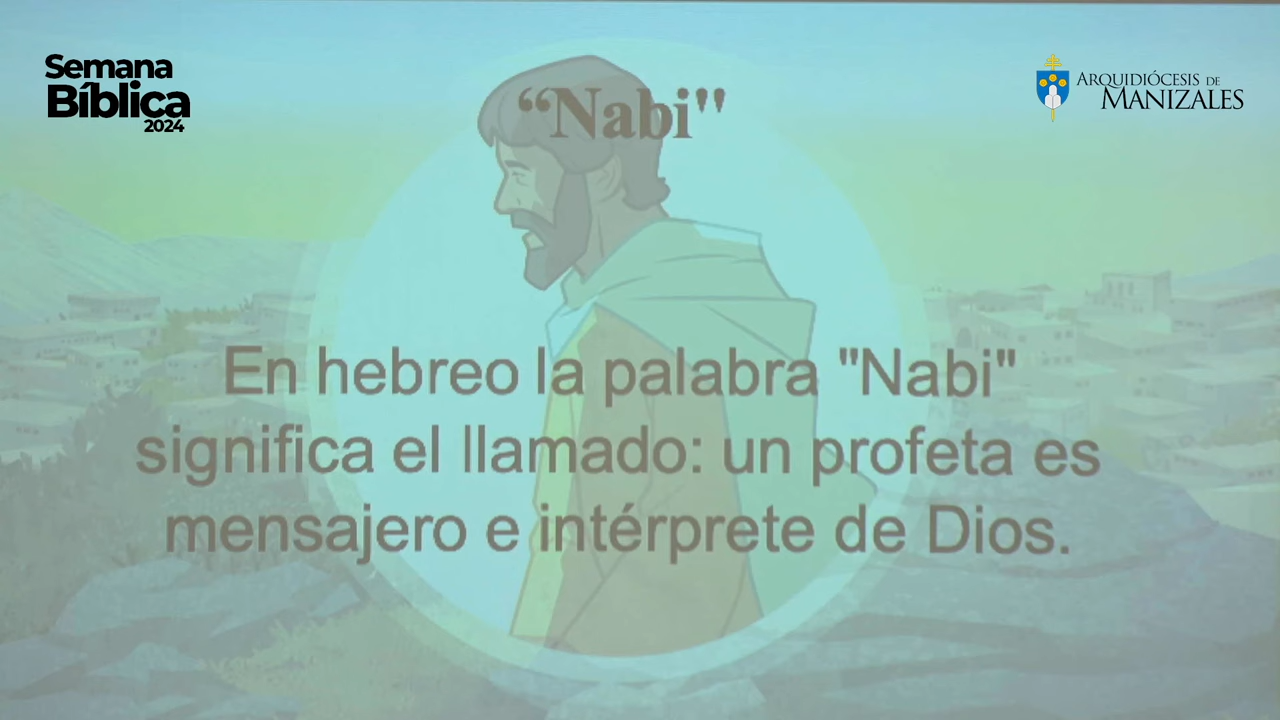 Semana
Bíblica
2024
ARQUIDIÓCESIS DE
MANIZALES
“Nabi"
En hebreo la palabra "Nabi"
significa el llamado: un profeta es
mensajero e intérprete de Dios.